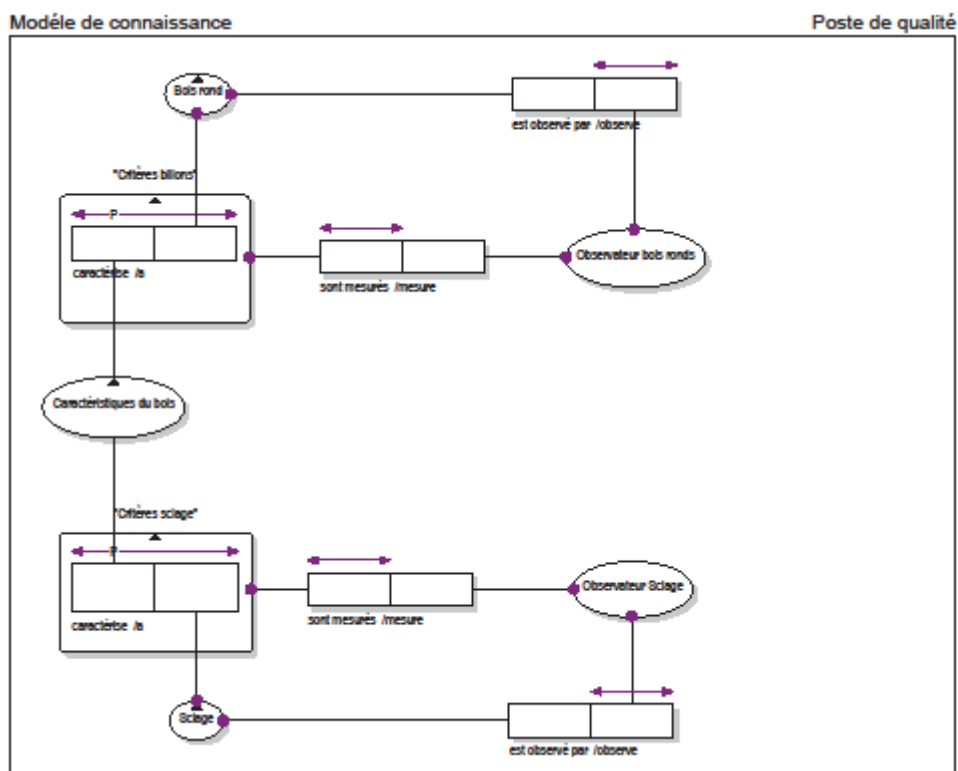 Modéle de connaissance
Poste de qualité
Bois rond
est observé par /observe
"Critères billons"
P
caractérise /a
sont mesurés /mesure
Observateur bois ronds
Caractéristiques du bois
"Critères sciage"
P
caractérise /a
sont mesurés /mesure
Observateur Sciage
Sciage
est observé par /observe